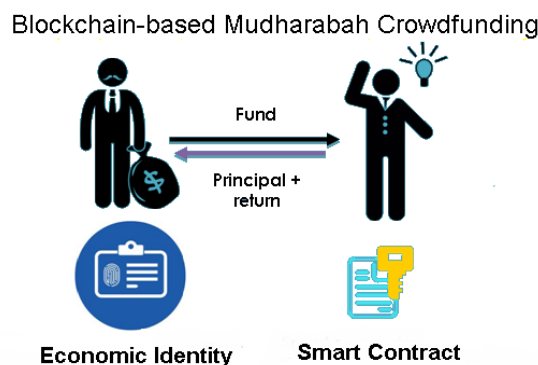 Blockchain-based Mudharabah Crowdfunding
Fund
Principal +
return
$
Economic Identity
Smart Contract